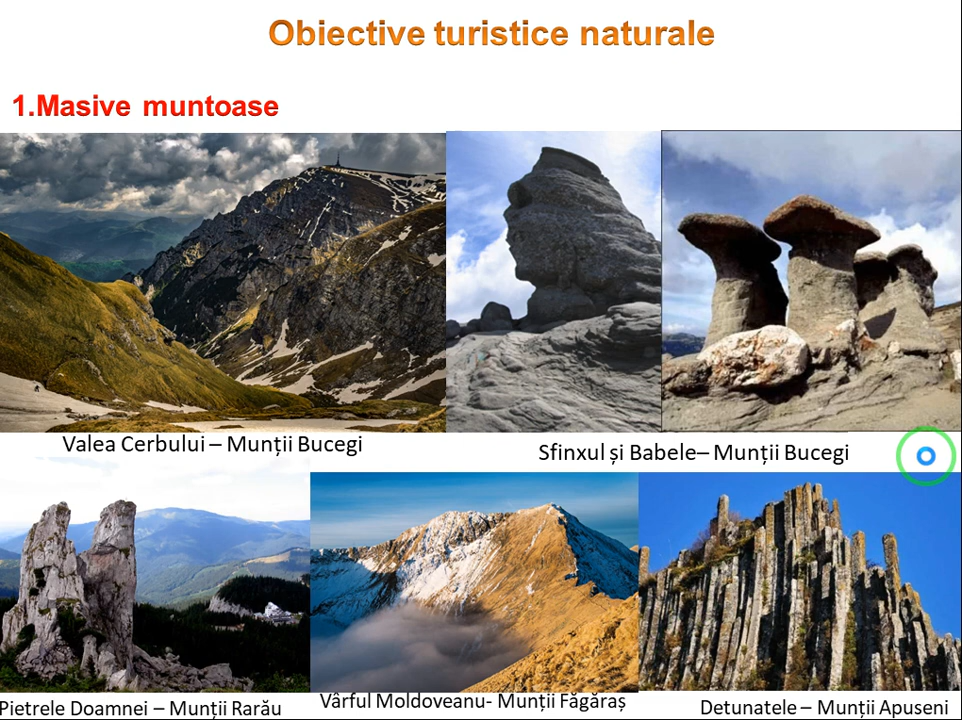 Obiective turistice naturale
1.Masive muntoase
Valea Cerbului – Munții Bucegi
Sfinxul și Babele– Munții Bucegi
Pietrele Doamnei – Munții Rarău
Vârful Moldoveanu- Munții Făgăraș
Detunatele – Munții Apuseni